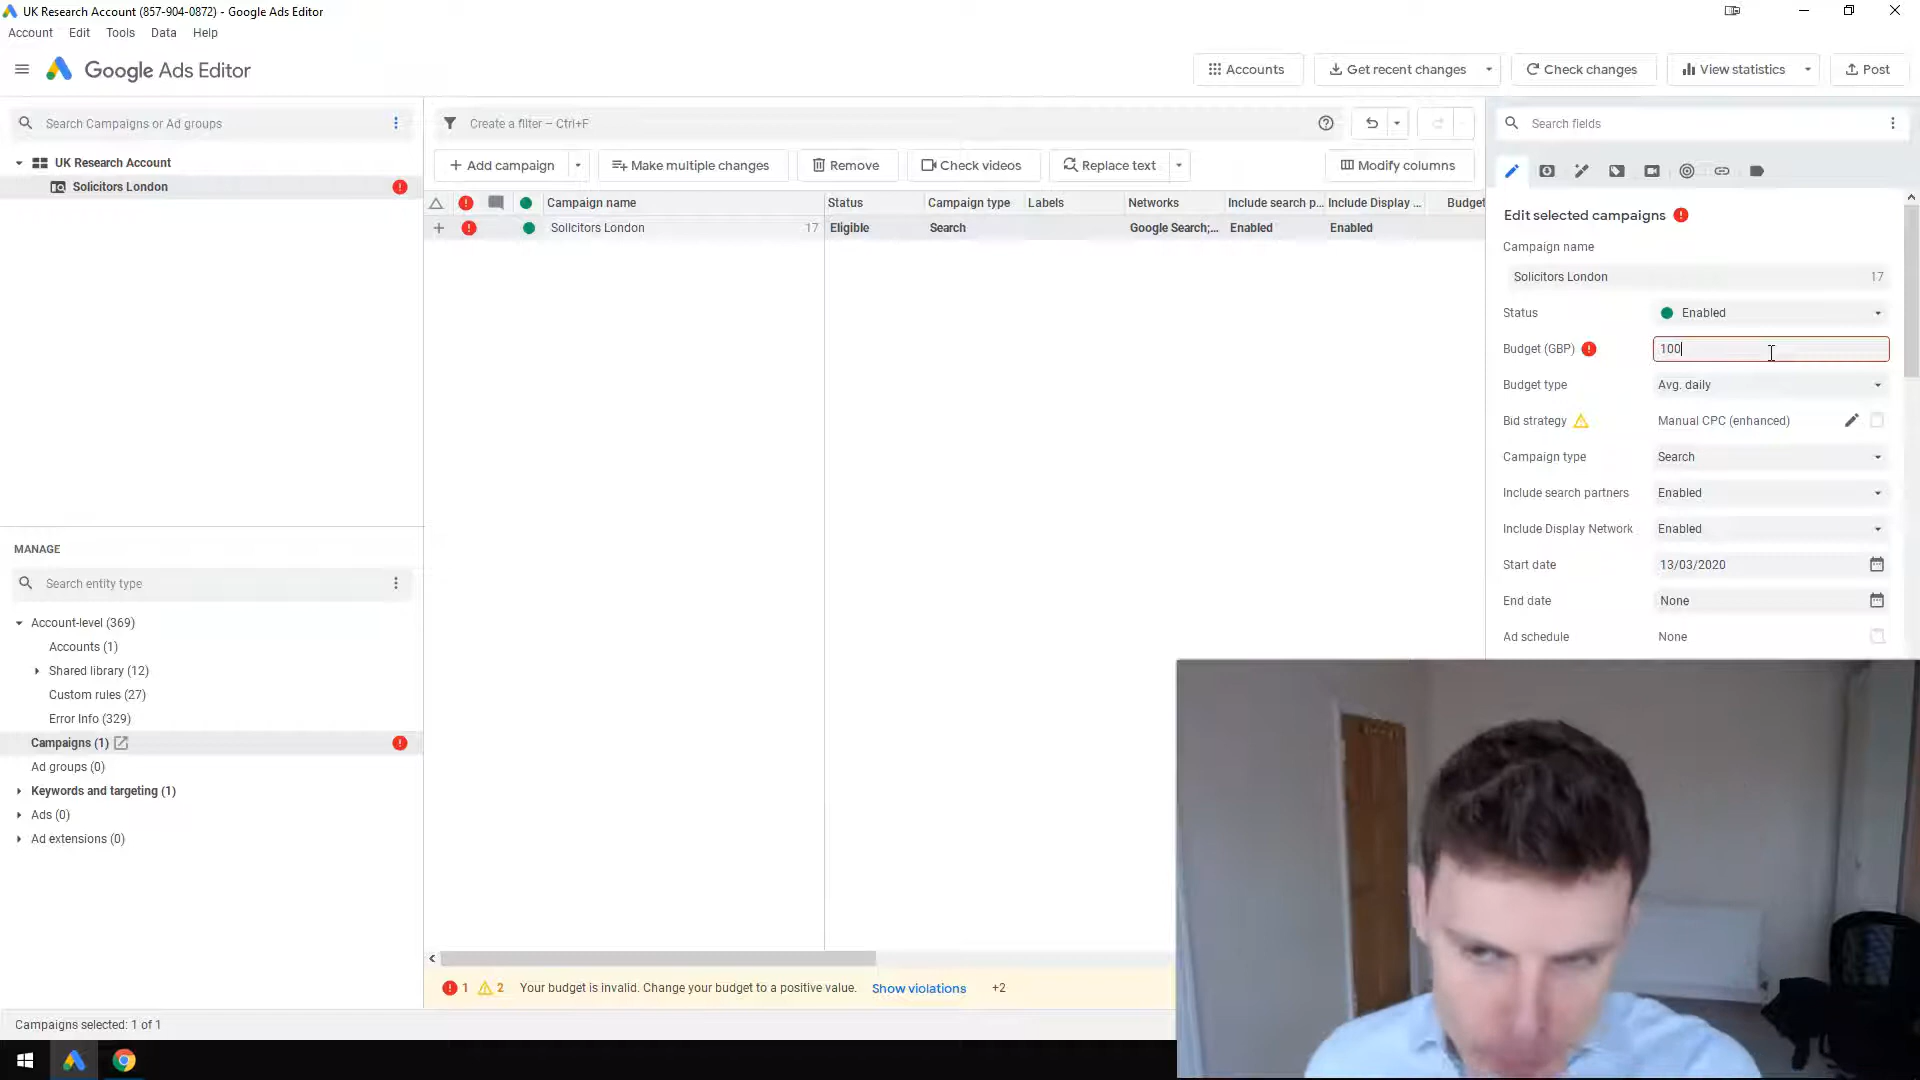 UK Research Account (857-904-0872) - Google Ads Editor
Account Edit Tools Data Help
Google Ads Editor
Accounts Get recent changes Check changes View statistics Post
Search Campaigns or Ad groups
UK Research Account
Solicitors London
Create a filter – Ctrl+F
Add campaign Make multiple changes Remove Check videos Replace text Modify columns
Campaign name Status Campaign type Labels Networks Include search p... Include Display ... Budget
Solicitors London 17 Eligible Search Google Search;... Enabled Enabled
Search fields
Edit selected campaigns
Campaign name
Solicitors London 17
Status Enabled
Budget (GBP) 100
Budget type Avg. daily
Bid strategy Manual CPC (enhanced)
Campaign type Search
Include search partners Enabled
Include Display Network Enabled
Start date 13/03/2020
End date None
Ad schedule None
MANAGE
Search entity type
Account-level (369)
Accounts (1)
Shared library (12)
Custom rules (27)
Error Info (329)
Campaigns (1)
Ad groups (0)
Keywords and targeting (1)
Ads (0)
Ad extensions (0)
1 2 Your budget is invalid. Change your budget to a positive value. Show violations +2
Campaigns selected: 1 of 1